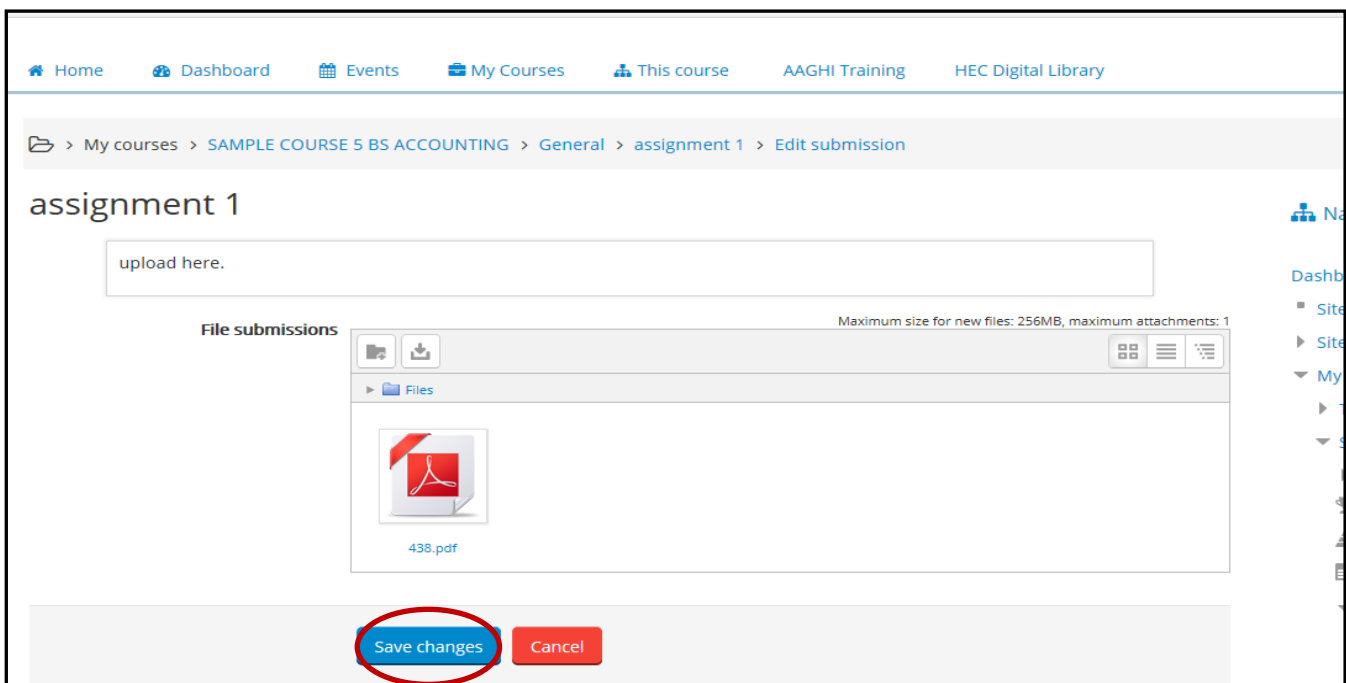 Home Dashboard Events My Courses This course AAGHI Training HEC Digital Library
> My courses > SAMPLE COURSE 5 BS ACCOUNTING > General > assignment 1 > Edit submission
assignment 1
upload here.
Maximum size for new files: 256MB, maximum attachments: 1
File submissions
Files
438.pdf
Save changes Cancel
Na
Dashb
Site
Site
My